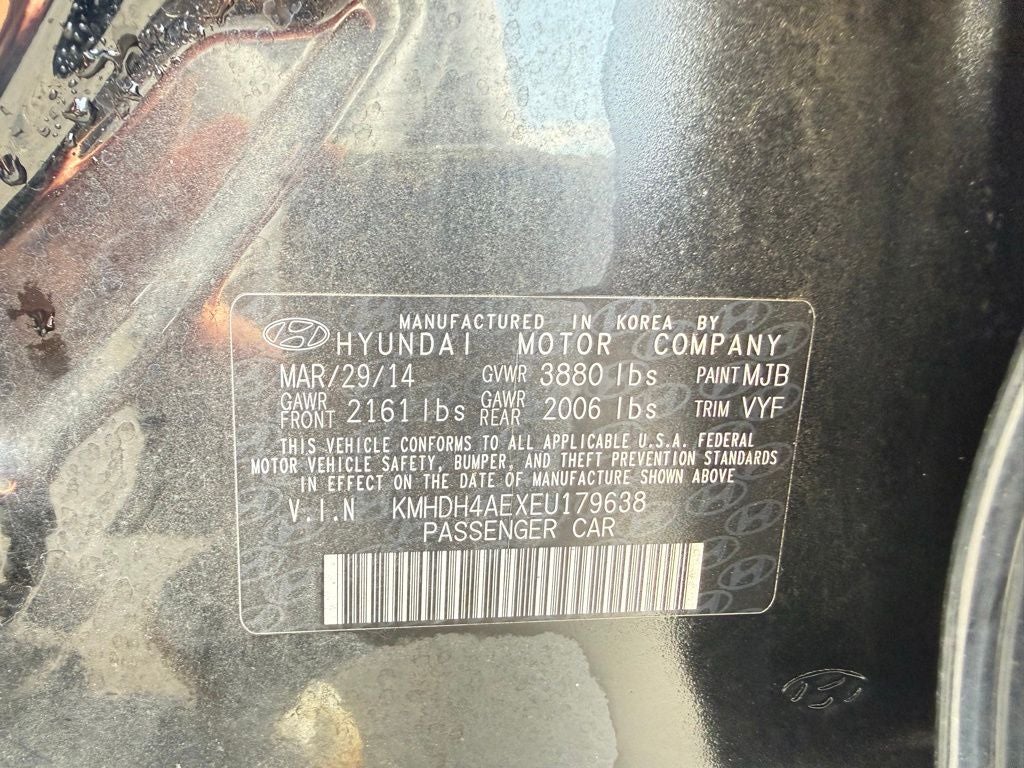 MANUFACTURED IN KOREA BY
HYUNDAI MOTOR COMPANY
MAR/29/14 GVWR 3880 lbs PAINT MJB
GAWR FRONT 2161 lbs GAWR REAR 2006 lbs TRIM VYF
THIS VEHICLE CONFORMS TO ALL APPLICABLE U.S.A. FEDERAL
MOTOR VEHICLE SAFETY, BUMPER, AND THEFT PREVENTION STANDARDS
IN EFFECT ON THE DATE OF MANUFACTURE SHOWN ABOVE
V.I.N KMHDH4AEXEU179638
PASSENGER CAR